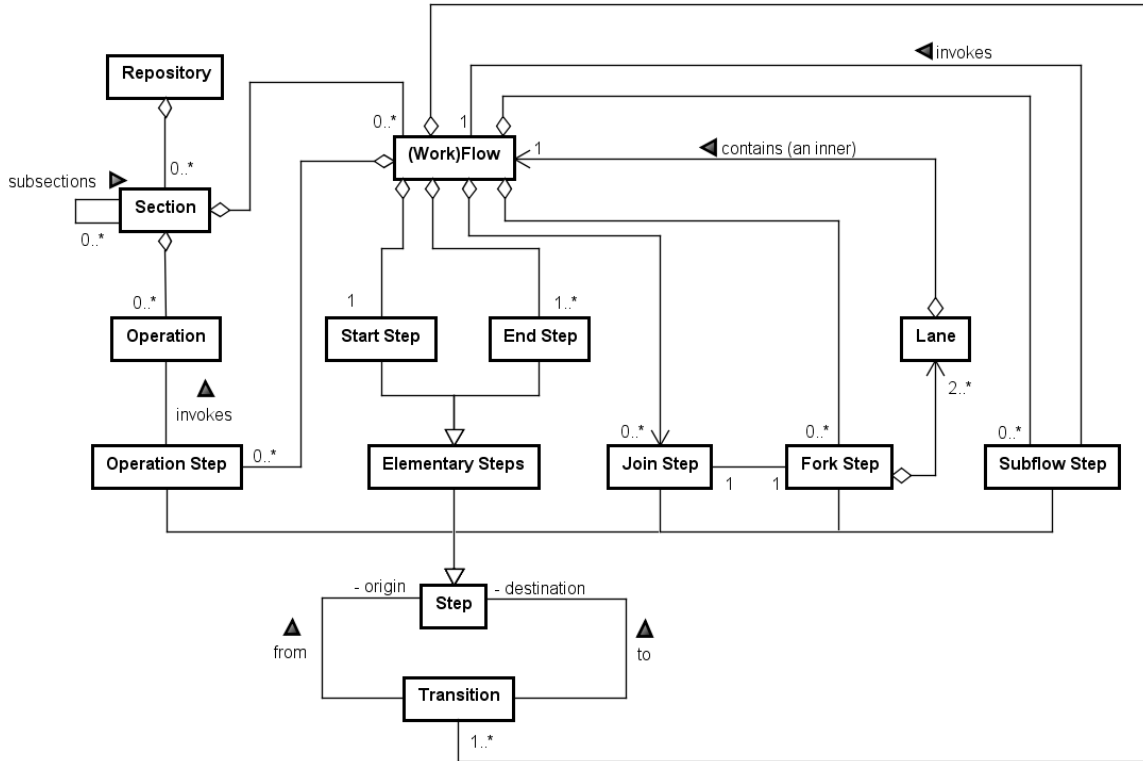 invokes
Repository
0..*
1
(Work)Flow
1
contains (an inner)
0..*
subsections
Section
0..*
0..*
1
1..*
Operation
Start Step
End Step
Lane
2..*
invokes
0..*
0..*
0..*
0..*
Operation Step
Elementary Steps
Join Step
Fork Step
Subflow Step
1
1
- origin
- destination
Step
from
to
Transition
1..*